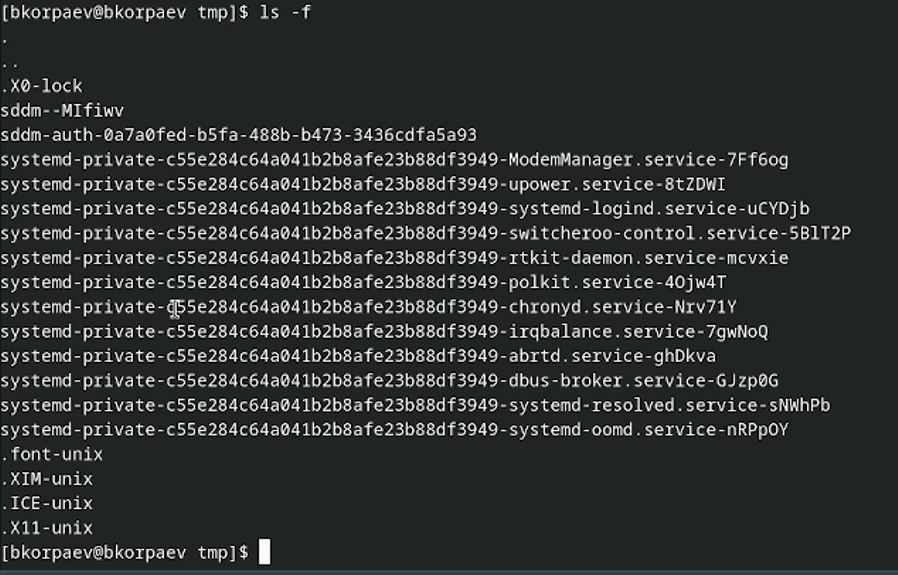 [bkorpaev@bkorpaev tmp]$ ls -f
.
..
.X0-lock
sddm--MIfiwv
sddm-auth-0a7a0fed-b5fa-488b-b473-3436cdfa5a93
systemd-private-c55e284c64a041b2b8afe23b88df3949-ModemManager.service-7Ff6og
systemd-private-c55e284c64a041b2b8afe23b88df3949-upower.service-8tZDWI
systemd-private-c55e284c64a041b2b8afe23b88df3949-systemd-logind.service-uCYDjb
systemd-private-c55e284c64a041b2b8afe23b88df3949-switcheroo-control.service-5BlT2P
systemd-private-c55e284c64a041b2b8afe23b88df3949-rtkit-daemon.service-mcvxie
systemd-private-c55e284c64a041b2b8afe23b88df3949-polkit.service-4Ojw4T
systemd-private-c55e284c64a041b2b8afe23b88df3949-chronyd.service-Nrv71Y
systemd-private-c55e284c64a041b2b8afe23b88df3949-irqbalance.service-7gwNoQ
systemd-private-c55e284c64a041b2b8afe23b88df3949-abrtd.service-ghDkva
systemd-private-c55e284c64a041b2b8afe23b88df3949-dbus-broker.service-GJzp0G
systemd-private-c55e284c64a041b2b8afe23b88df3949-systemd-resolved.service-sNWhPb
systemd-private-c55e284c64a041b2b8afe23b88df3949-systemd-oomd.service-nRPpOY
.font-unix
.XIM-unix
.ICE-unix
.X11-unix
[bkorpaev@bkorpaev tmp]$